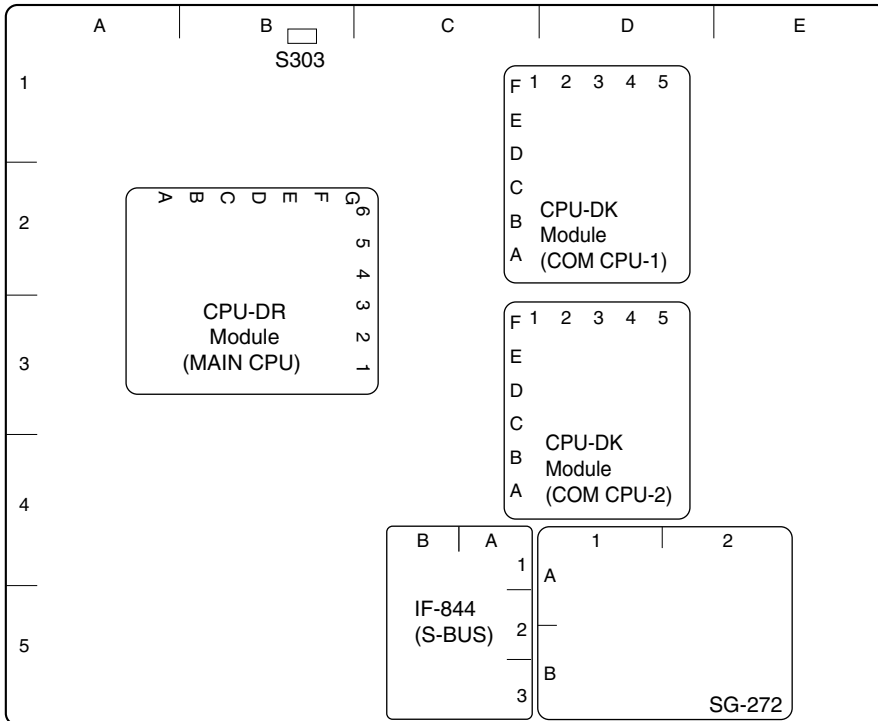 A B C D E
S303
1
2
3
4
5
F 1 2 3 4 5
E
D
C
B
A
CPU-DK
Module
(COM CPU-1)
A B C D E F G
6
5
4
3
2
1
CPU-DR
Module
(MAIN CPU)
F 1 2 3 4 5
E
D
C
B
A
CPU-DK
Module
(COM CPU-2)
B A
1
2
3
IF-844
(S-BUS)
1 2
A
B
SG-272